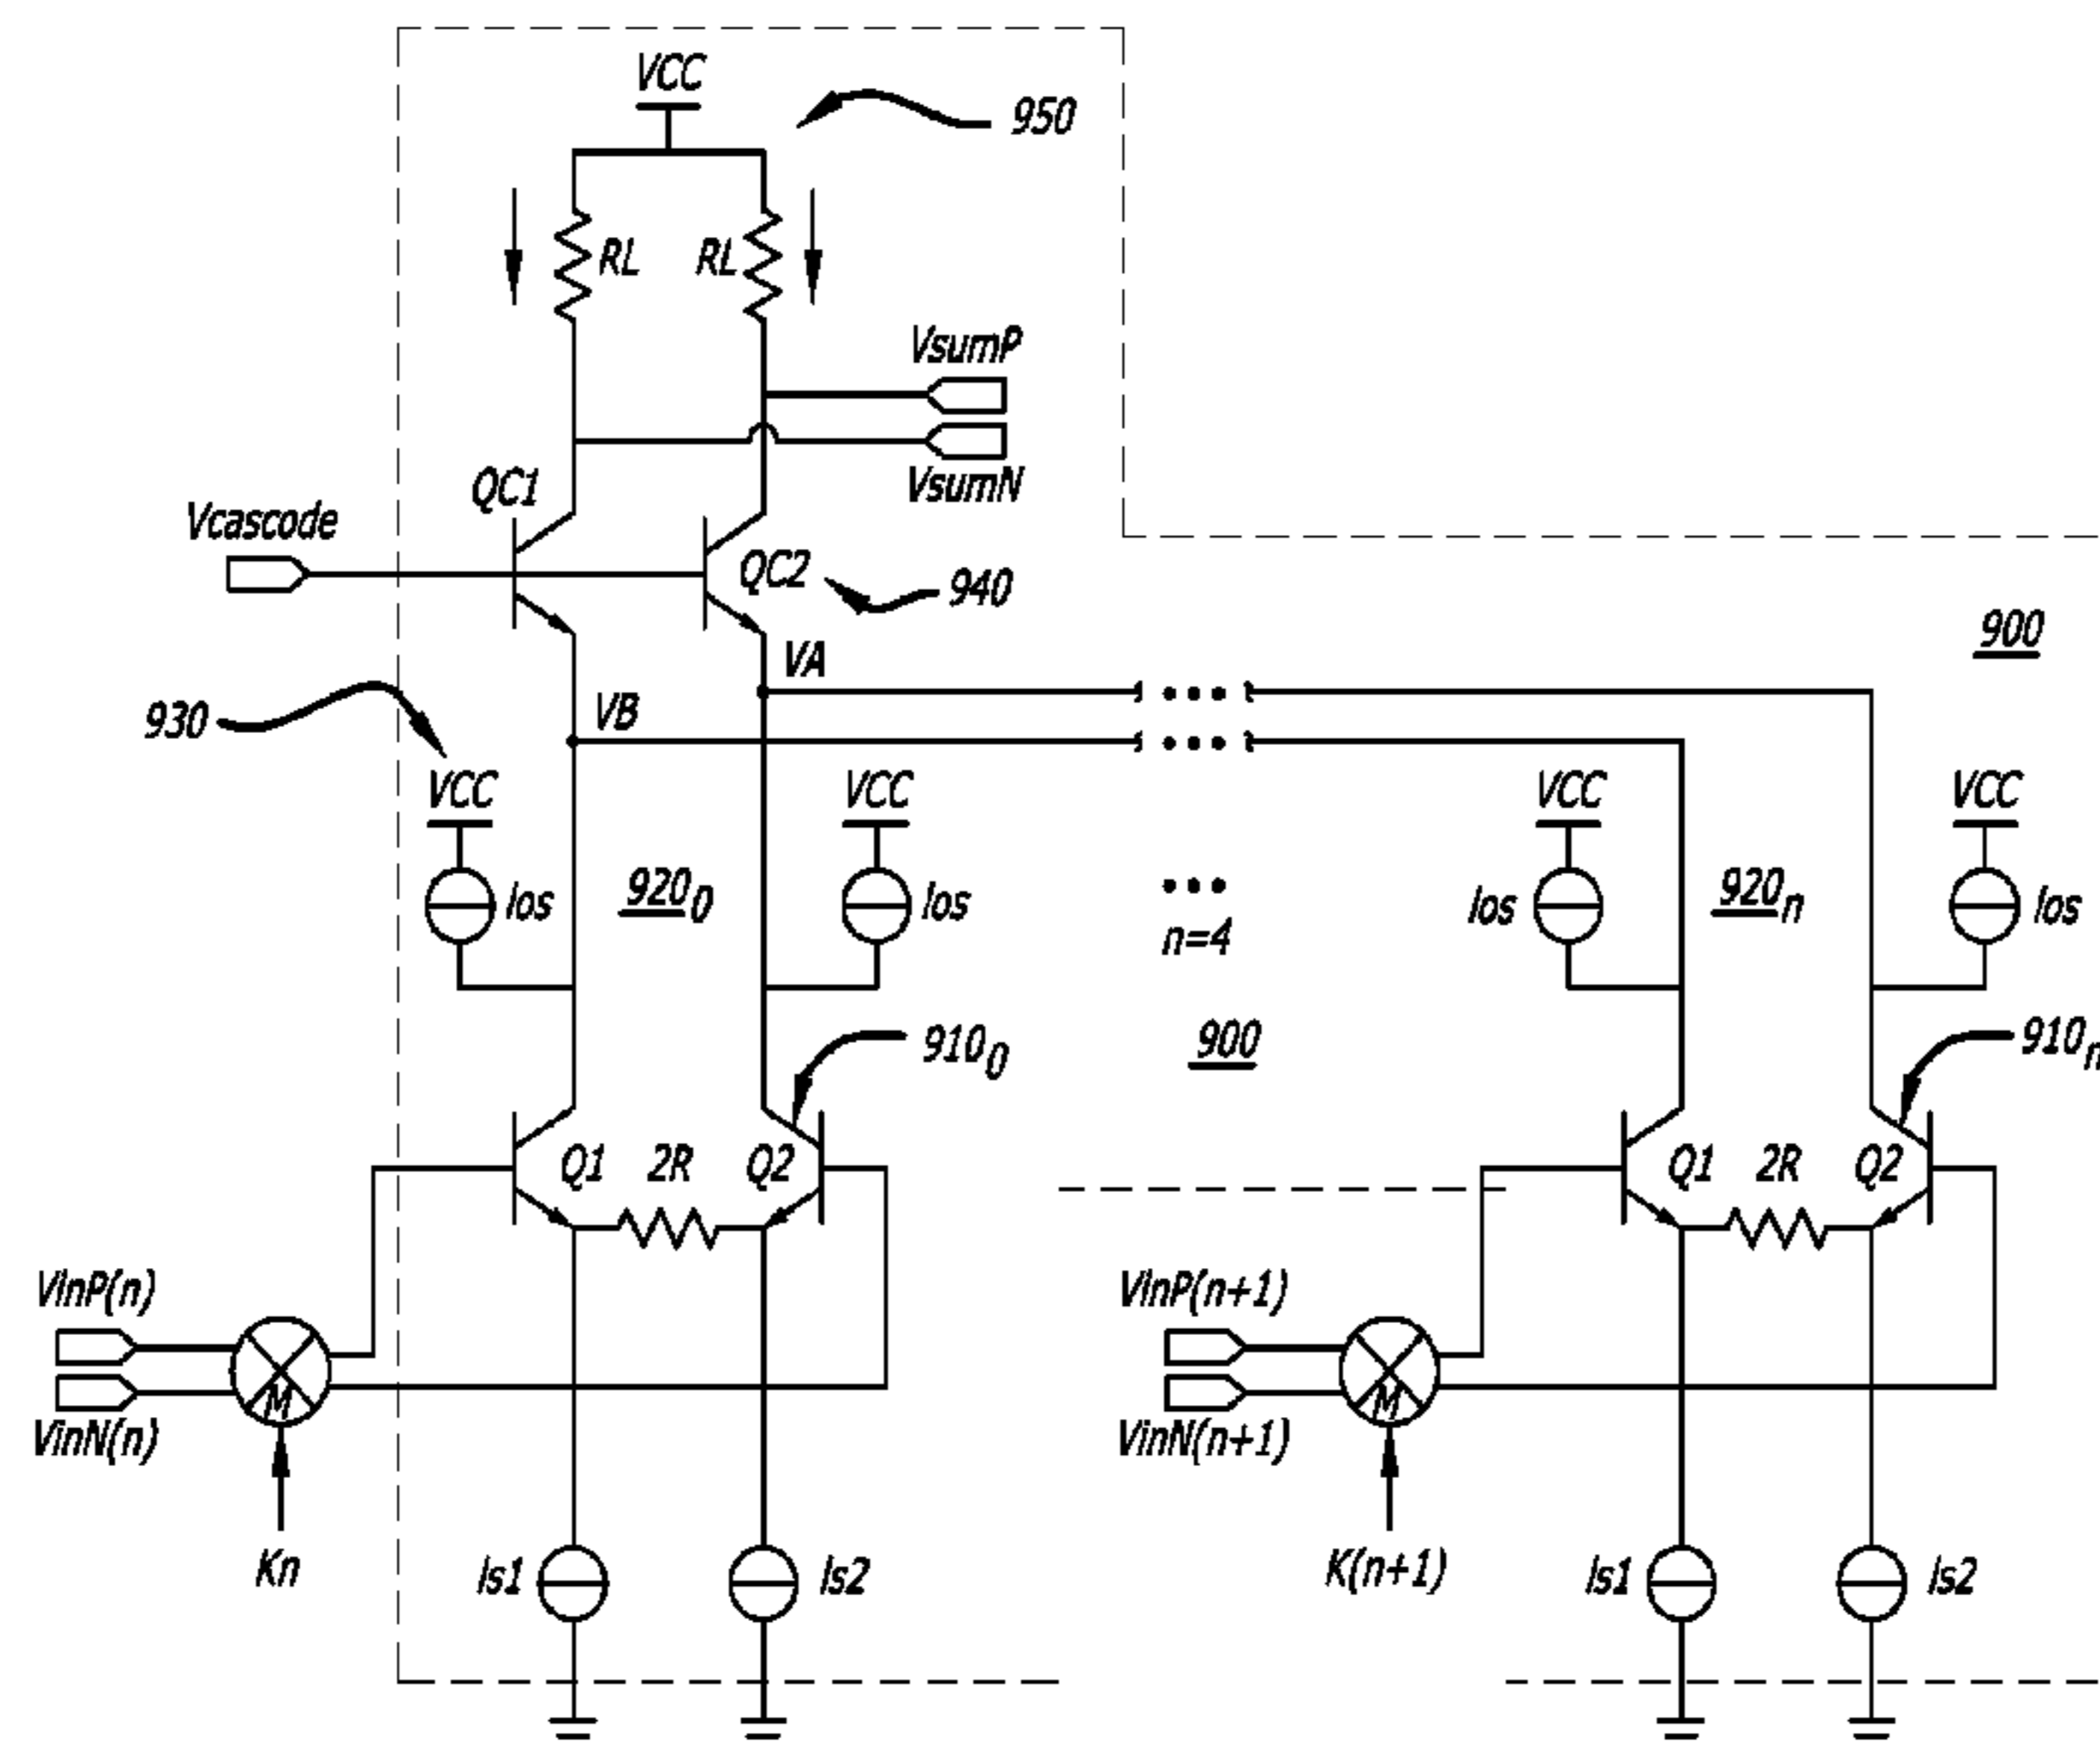 VCC
950
RL
RL
VsumP
VsumN
QC1
Vcascode
QC2
940
900
VA
VB
930
VCC
VCC
VCC
VCC
Ios
920 0
Ios
Ios
920 n
Ios
n=4
900
910 0
910 n
Q1
2R
Q2
Q1
2R
Q2
VinP(n)
VinP(n+1)
M
M
VinN(n)
VinN(n+1)
Kn
Is1
Is2
K(n+1)
Is1
Is2